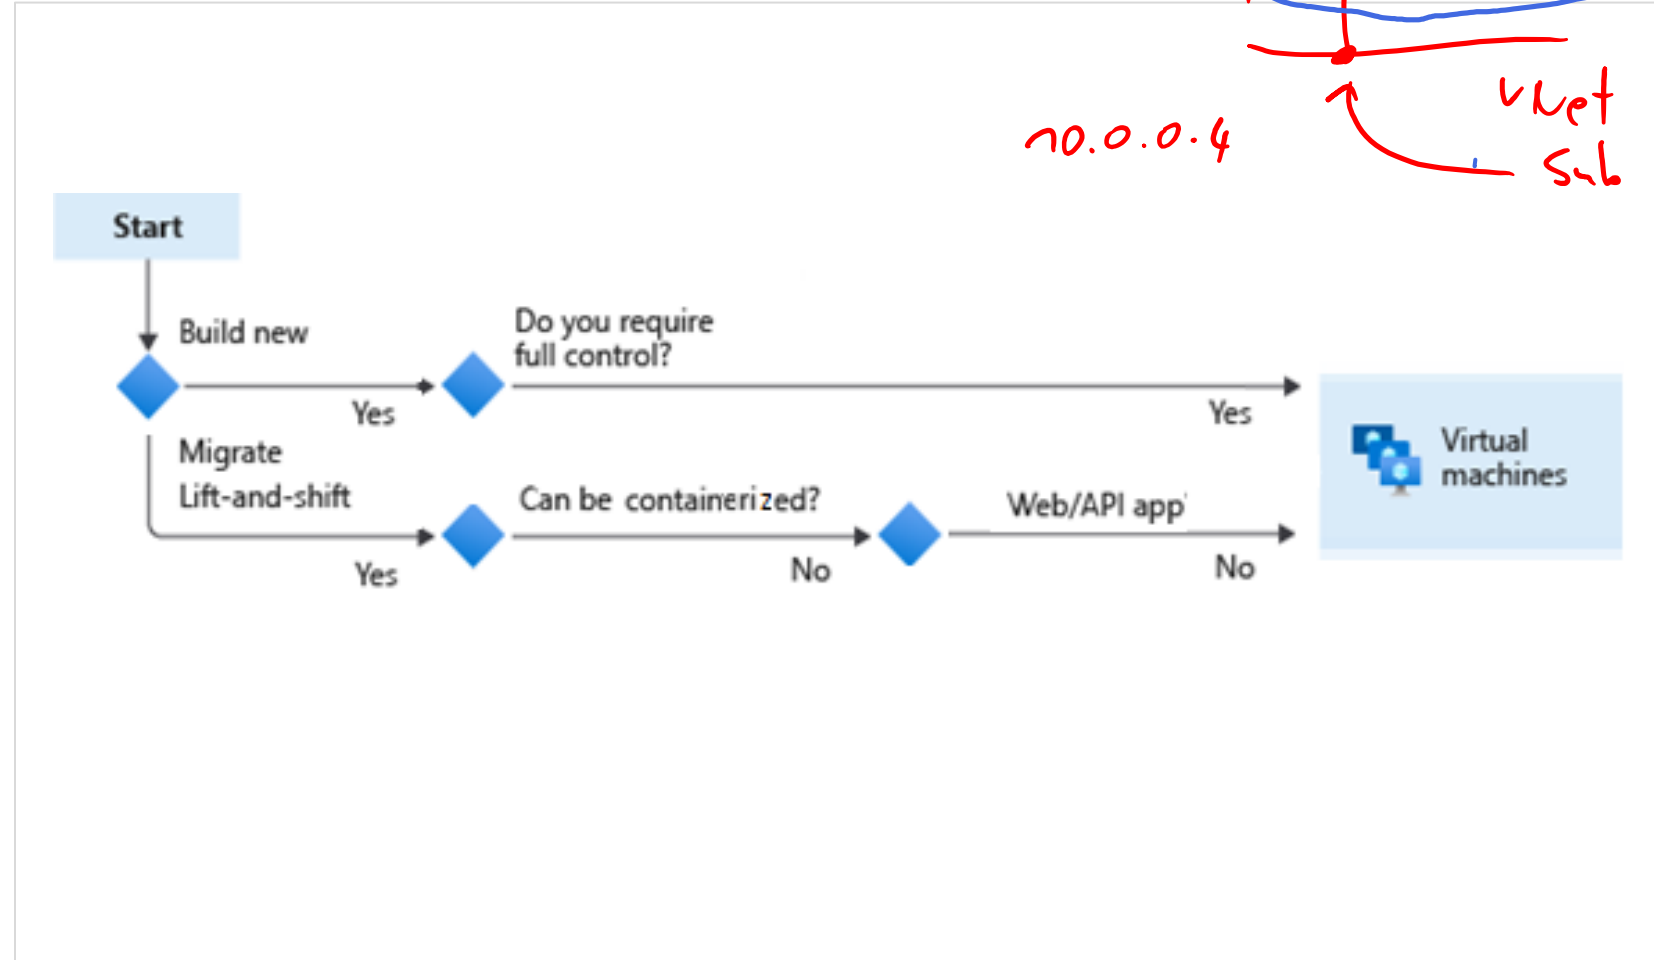 vNet
10.0.0.4
Sub
Start
Build new
Do you require
full control?
Yes
Yes
Migrate
Lift-and-shift
Can be containerized?
Web/API app
Yes
No
No
Virtual
machines